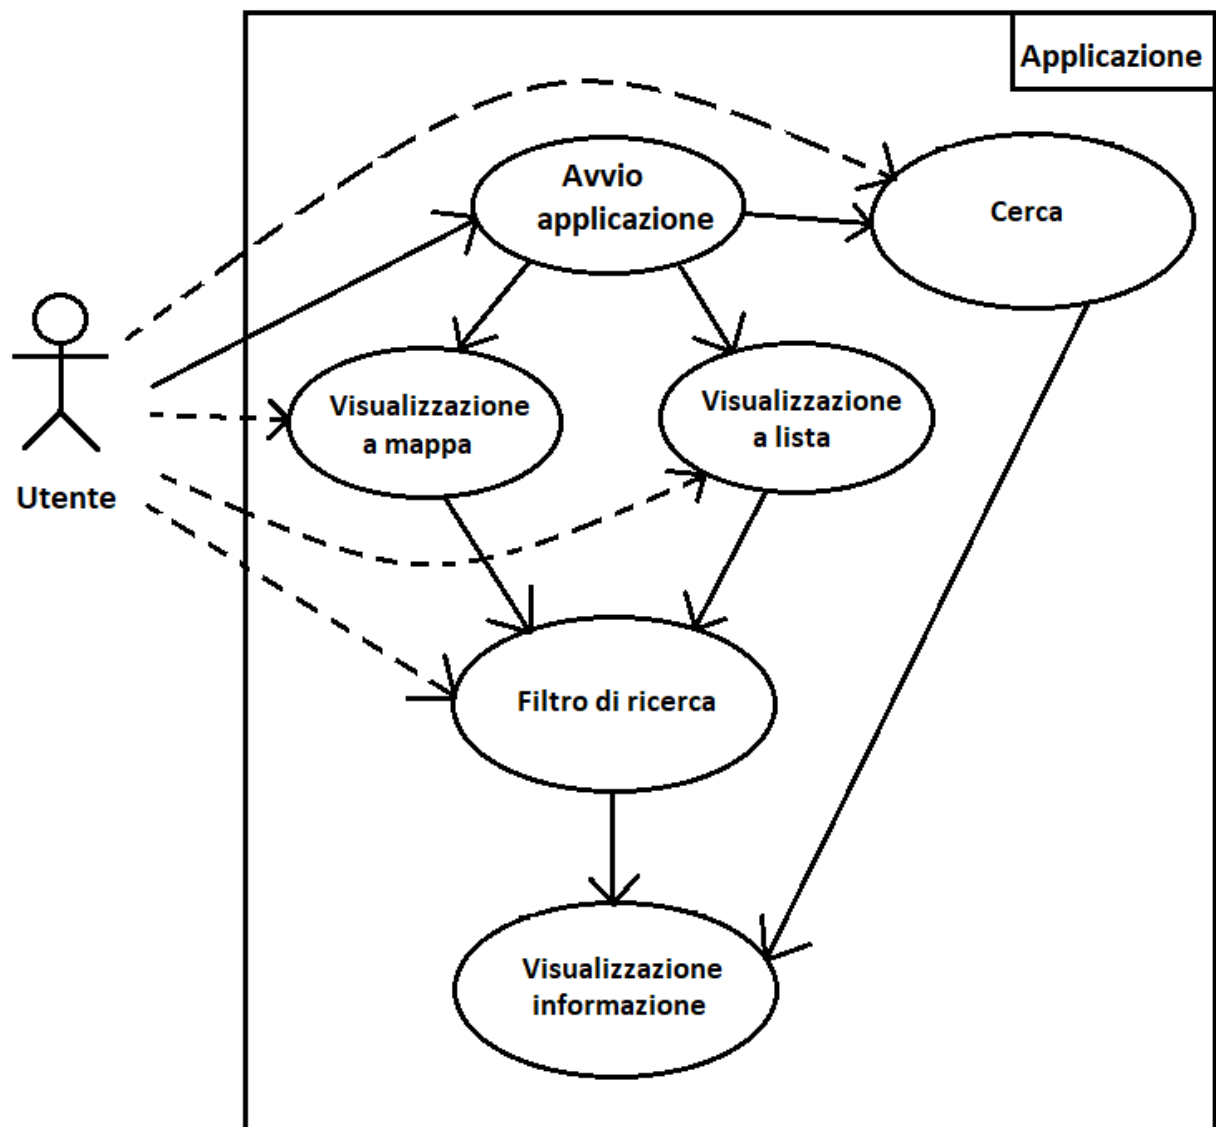 Applicazione
Avvio
applicazione
Cerca
Visualizzazione
a mappa
Visualizzazione
a lista
Utente
Filtro di ricerca
Visualizzazione
informazione